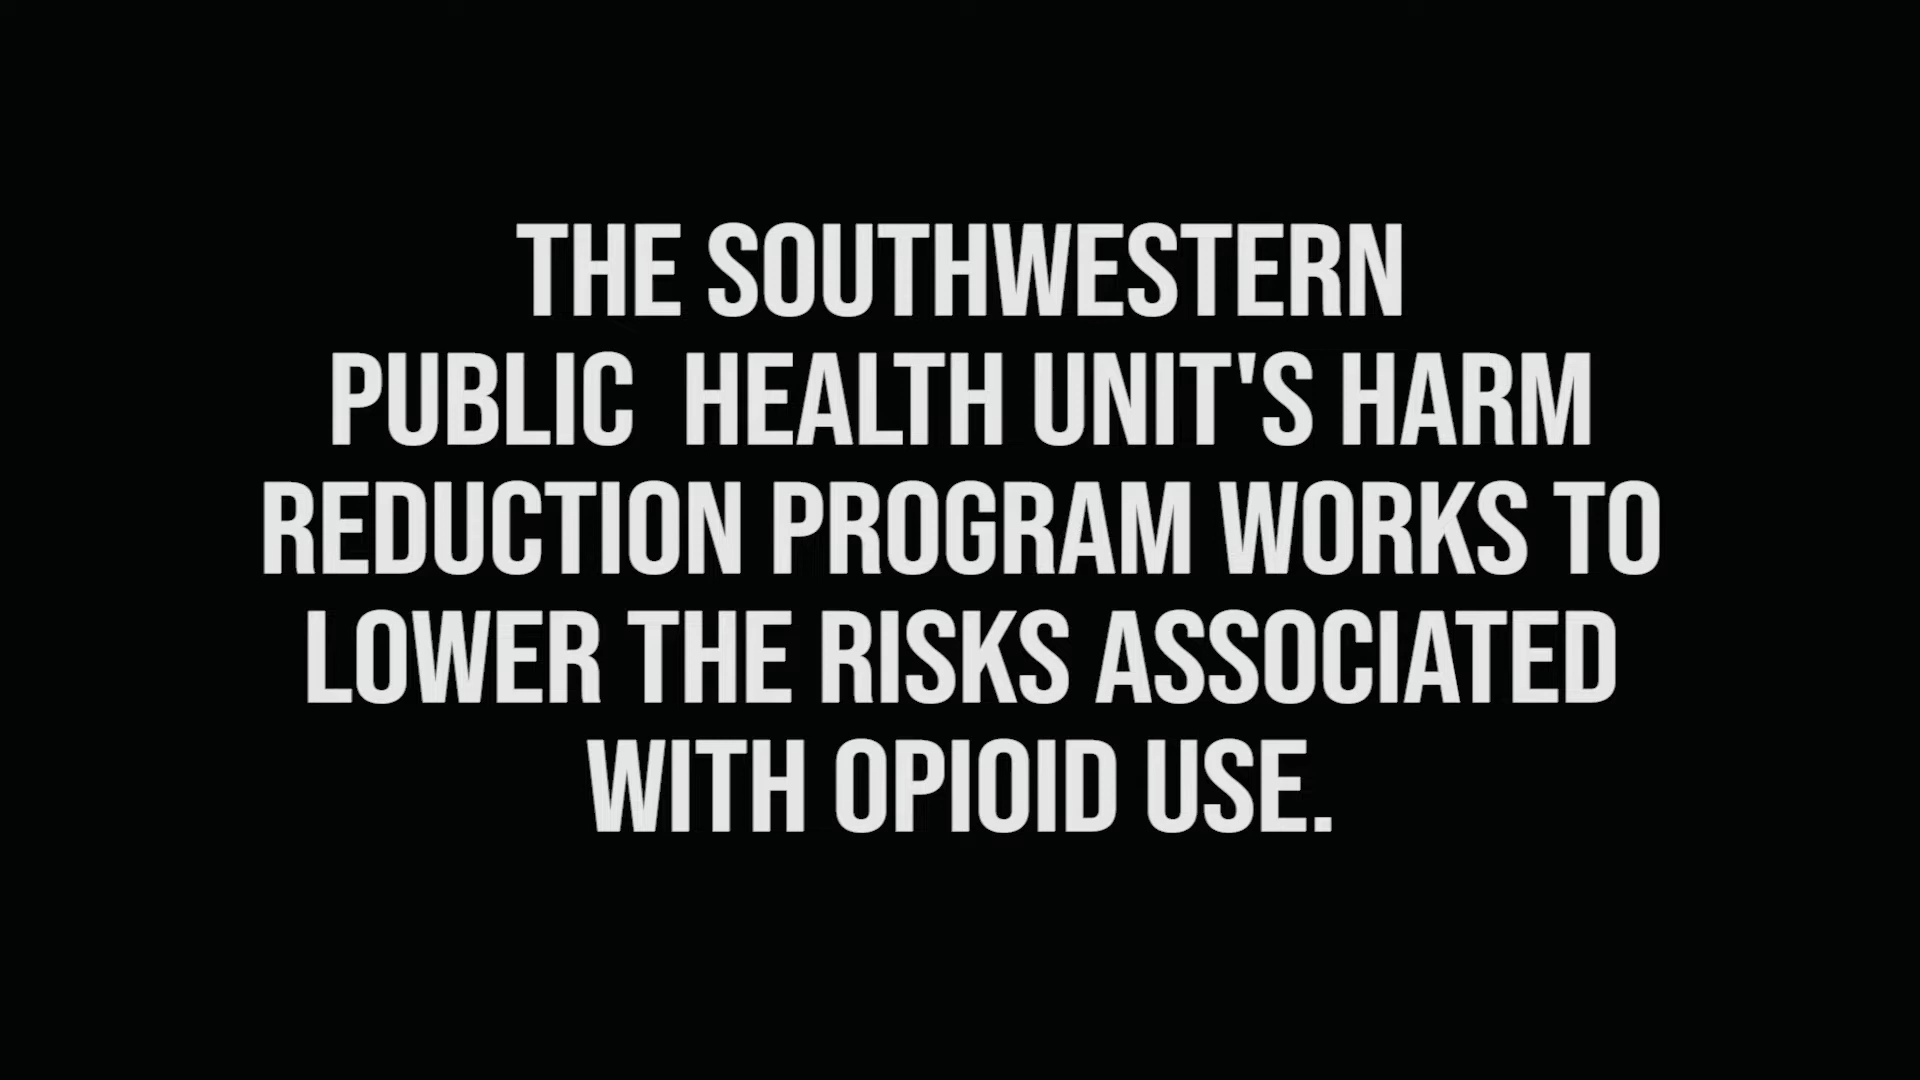 THE SOUTHWESTERN
PUBLIC  HEALTH UNIT'S HARM
REDUCTION PROGRAM WORKS TO
LOWER THE RISKS ASSOCIATED
WITH OPIOID USE.